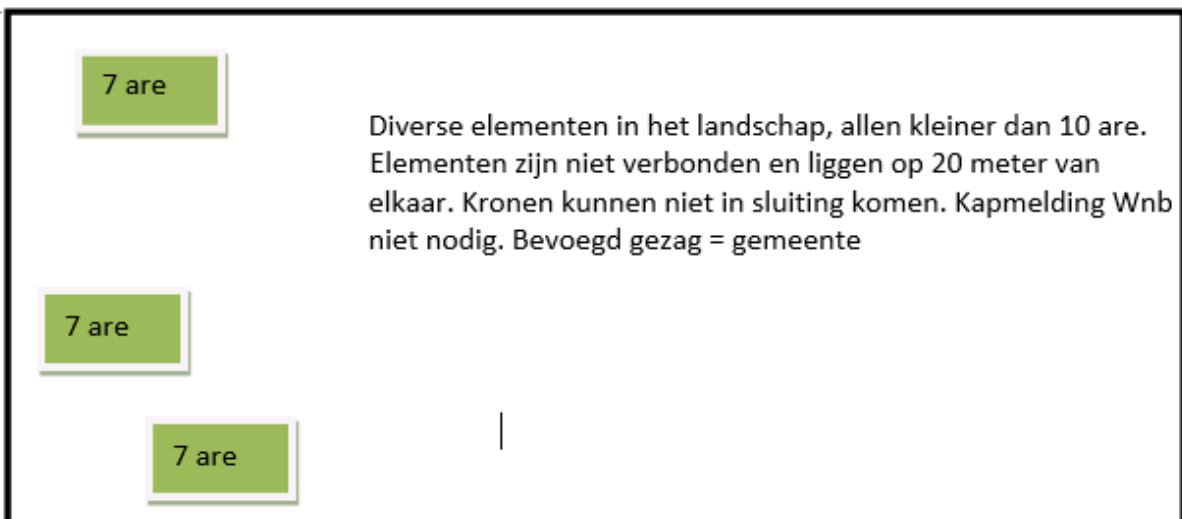 7 are
Diverse elementen in het landschap, allen kleiner dan 10 are.
Elementen zijn niet verbonden en liggen op 20 meter van
elkaar. Kronen kunnen niet in sluiting komen. Kapmelding Wnb
niet nodig. Bevoegd gezag = gemeente
7 are
7 are